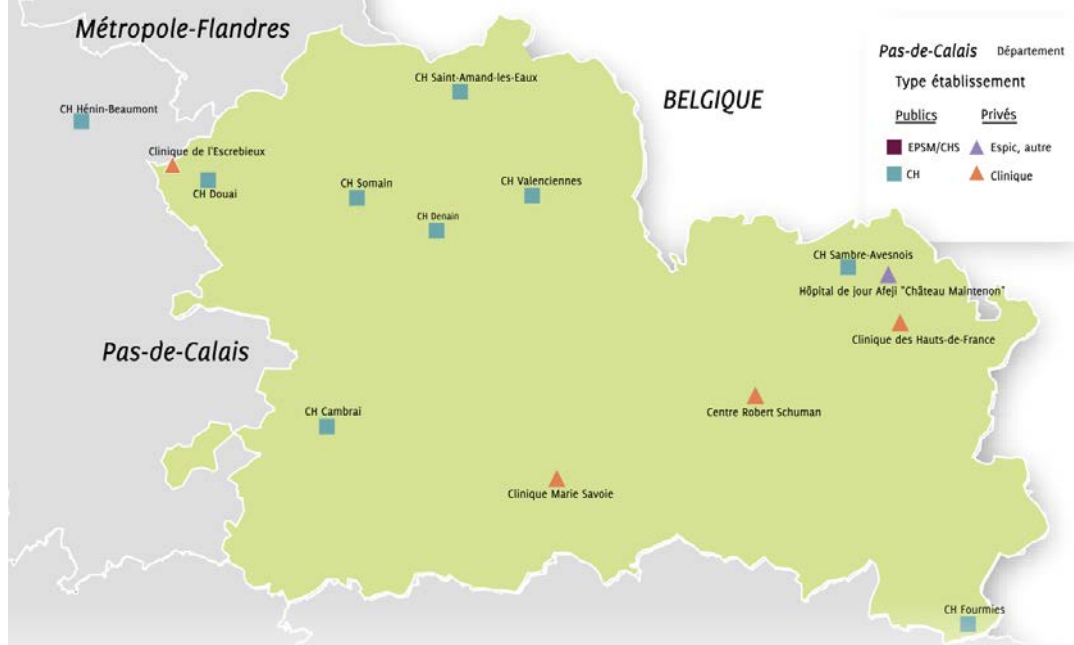 Métropole-Flandres
CH Saint-Amand-les-Eaux
BELGIQUE
CH Hénin-Beaumont
Clinique de l'Escrebieux
CH Douai
CH Somain
CH Valenciennes
CH Denain
Pas-de-Calais Département
Type établissement
Publics Privés
EPSM/CHS Espic, autre
CH Clinique
CH Sambre-Avesnois
Hôpital de jour Afeji "Château Maintenon"
Clinique des Hauts-de-France
Pas-de-Calais
CH Cambrai
Centre Robert Schuman
Clinique Marie Savoie
CH Fourmies